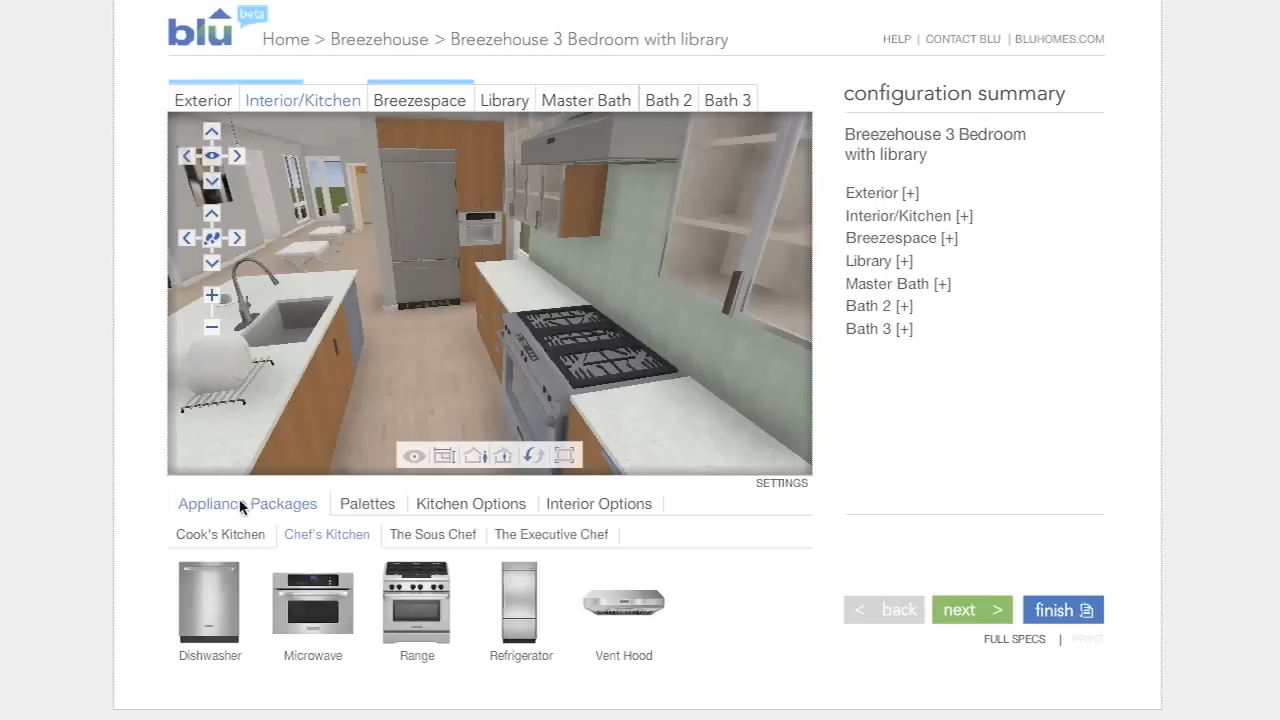 blu beta
Home > Breezehouse > Breezehouse 3 Bedroom with library
HELP | CONTACT BLU | BLUHOMES.COM
Exterior Interior/Kitchen Breezespace Library Master Bath Bath 2 Bath 3
configuration summary
Breezehouse 3 Bedroom
with library
Exterior [+]
Interior/Kitchen [+]
Breezespace [+]
Library [+]
Master Bath [+]
Bath 2 [+]
Bath 3 [+]
SETTINGS
Appliance Packages Palettes Kitchen Options Interior Options
Cook's Kitchen Chef's Kitchen The Sous Chef The Executive Chef
Dishwasher Microwave Range Refrigerator Vent Hood
< back next > finish
FULL SPECS | PRINT